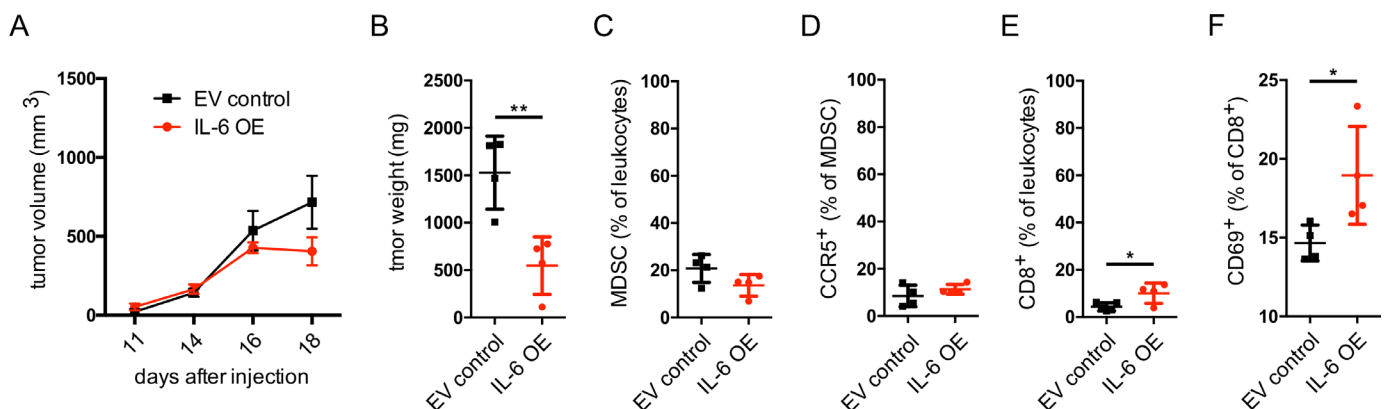 A
tumor volume (mm 3)
1500
1000
500
0
EV control
IL-6 OE
11
14
16
18
days after injection
B
tmor weight (mg)
2500
2000
1500
1000
500
0
**
EV control
IL-6 OE
C
MDSC (% of leukocytes)
100
80
60
40
20
0
EV control
IL-6 OE
D
CCR5+ (% of MDSC)
100
80
60
40
20
0
EV control
IL-6 OE
E
CD8+ (% of leukocytes)
100
80
60
40
20
0
*
EV control
IL-6 OE
F
CD69+ (% of CD8+)
25
20
15
10
*
EV control
IL-6 OE